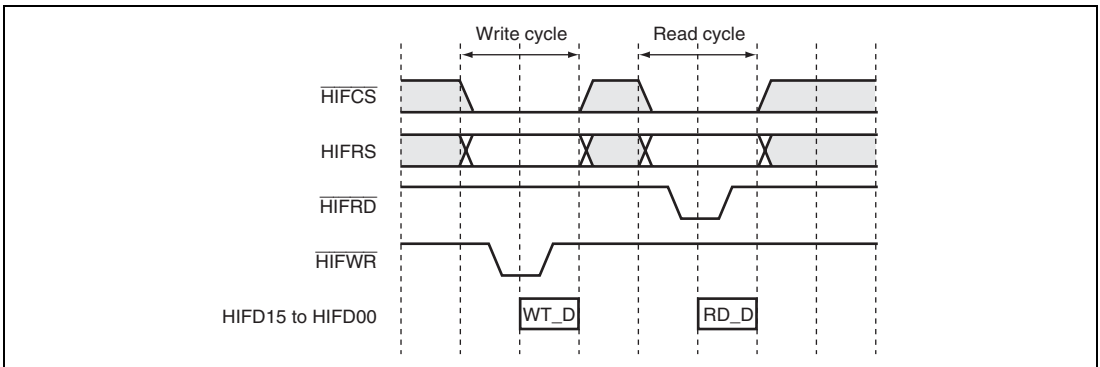 Write cycle Read cycle
HIFCS
HIFRS
HIFRD
HIFWR
HIFD15 to HIFD00 WT_D RD_D